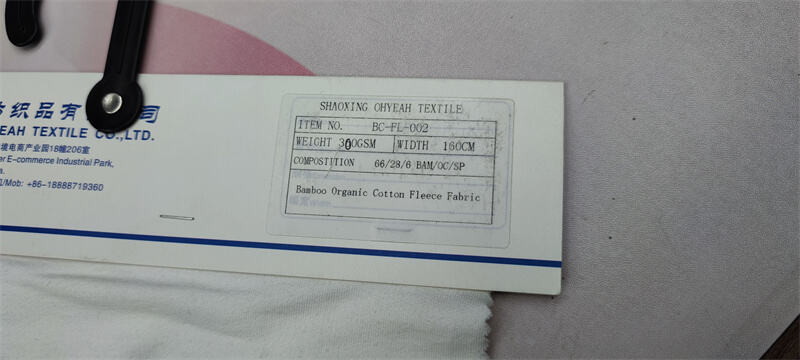 织品有 司
YEAH TEXTILE CO.,LTD.
境电商产业园18幢206室
er E-commerce Industrial Park,
a.
/Mob: +86-18888719360
SHAOXING OHYEAH TEXTILE
ITEM NO. BC-FL-002
WEIGHT 300GSM WIDTH 160CM
COMPOSTITION 66/28/6 BAM/OC/SP
Bamboo Organic Cotton Fleece Fabric